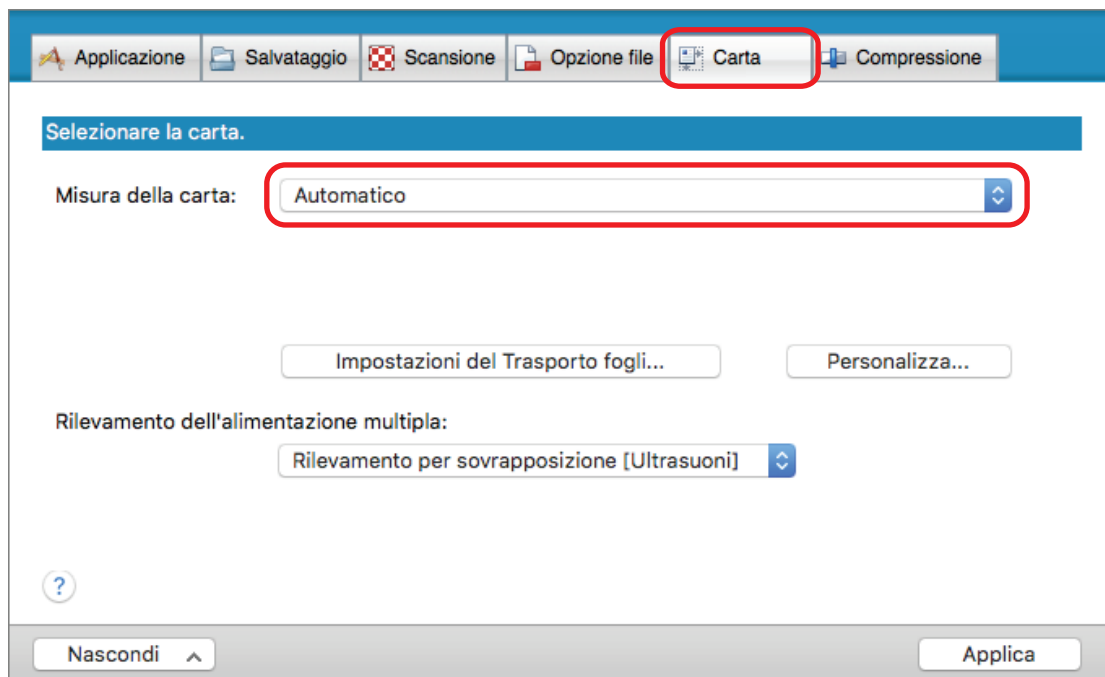 Applicazione Salvataggio Scansione Opzione file Carta Compressione
Selezionare la carta.
Misura della carta: Automatico
Impostazioni del Trasporto fogli... Personalizza...
Rilevamento dell'alimentazione multipla:
Rilevamento per sovrapposizione [Ultrasuoni]
?
Nascondi Applica